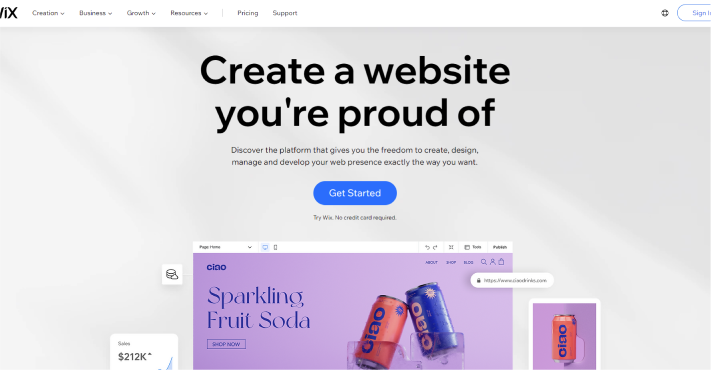 WiX
Creation Business Growth Resources Pricing Support
Create a website
you're proud of
Discover the platform that gives you the freedom to create, design,
manage and develop your web presence exactly the way you want.
Get Started
Try Wix. No credit card required.
Page: Home Tools Publish
ciao ABOUT SHOP BLOG
https://www.ciaodrinks.com
Sparkling
Fruit Soda
SHOP NOW
ciao
ciao
ciao
Sales
$212K